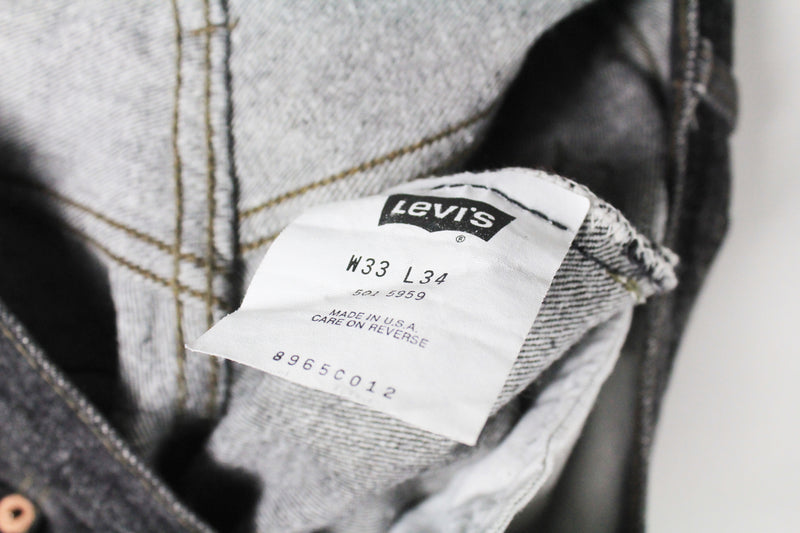 Levi's
®
W33 L34
501 5959
MADE IN U.S.A.
CARE ON REVERSE
8965C012